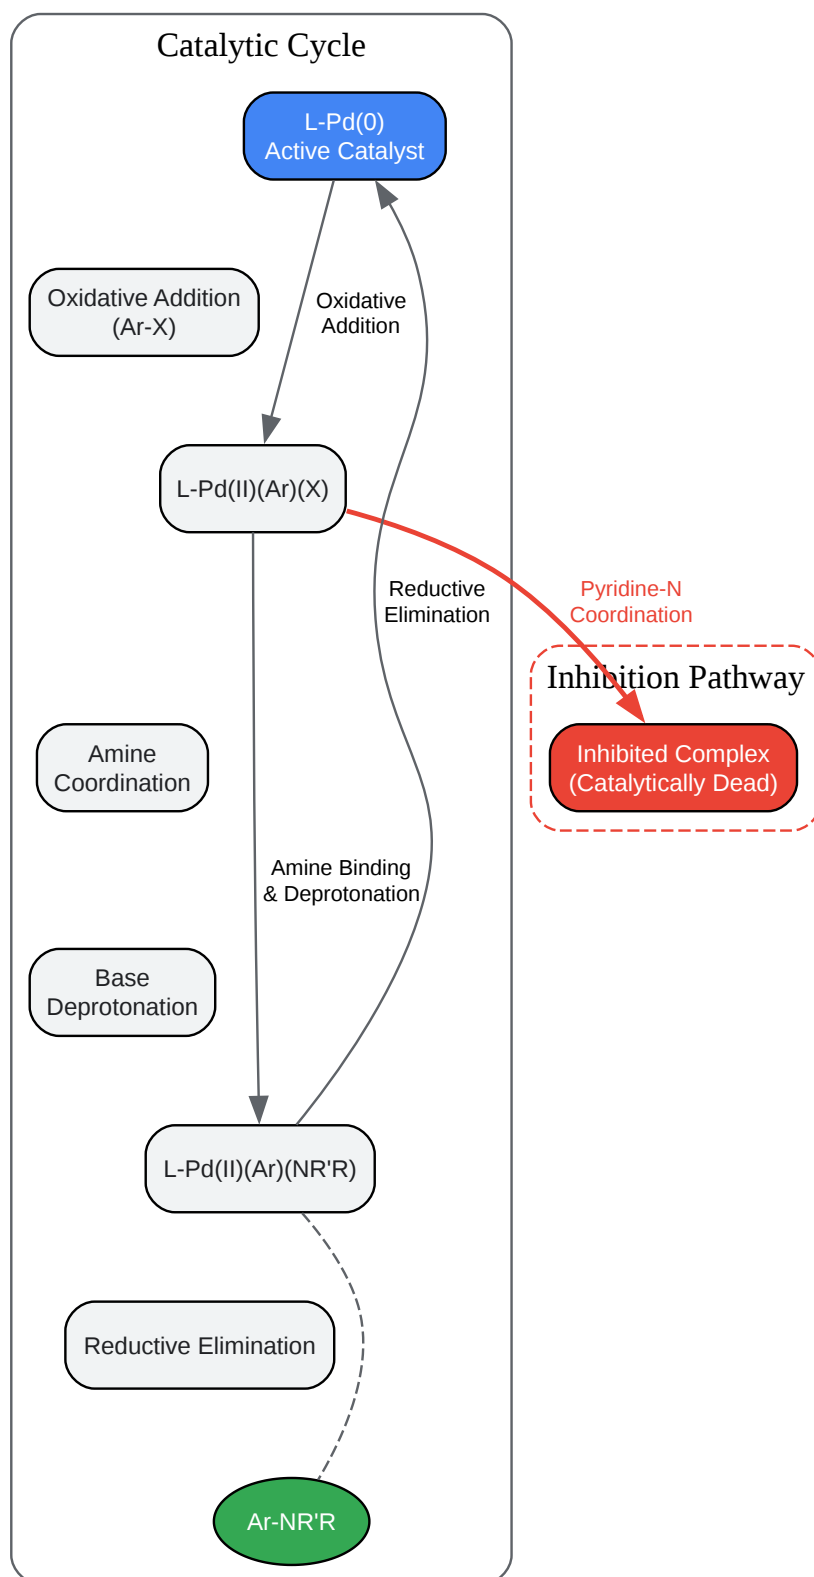 Catalytic Cycle
L-Pd(0)
Active Catalyst
Oxidative Addition
(Ar-X)
Oxidative
Addition
L-Pd(II)(Ar)(X)
Reductive
Elimination
Pyridine-N
Coordination
Inhibition Pathway
Amine
Coordination
Inhibited Complex
(Catalytically Dead)
Amine Binding
& Deprotonation
Base
Deprotonation
L-Pd(II)(Ar)(NR'R)
Reductive Elimination
Ar-NR'R